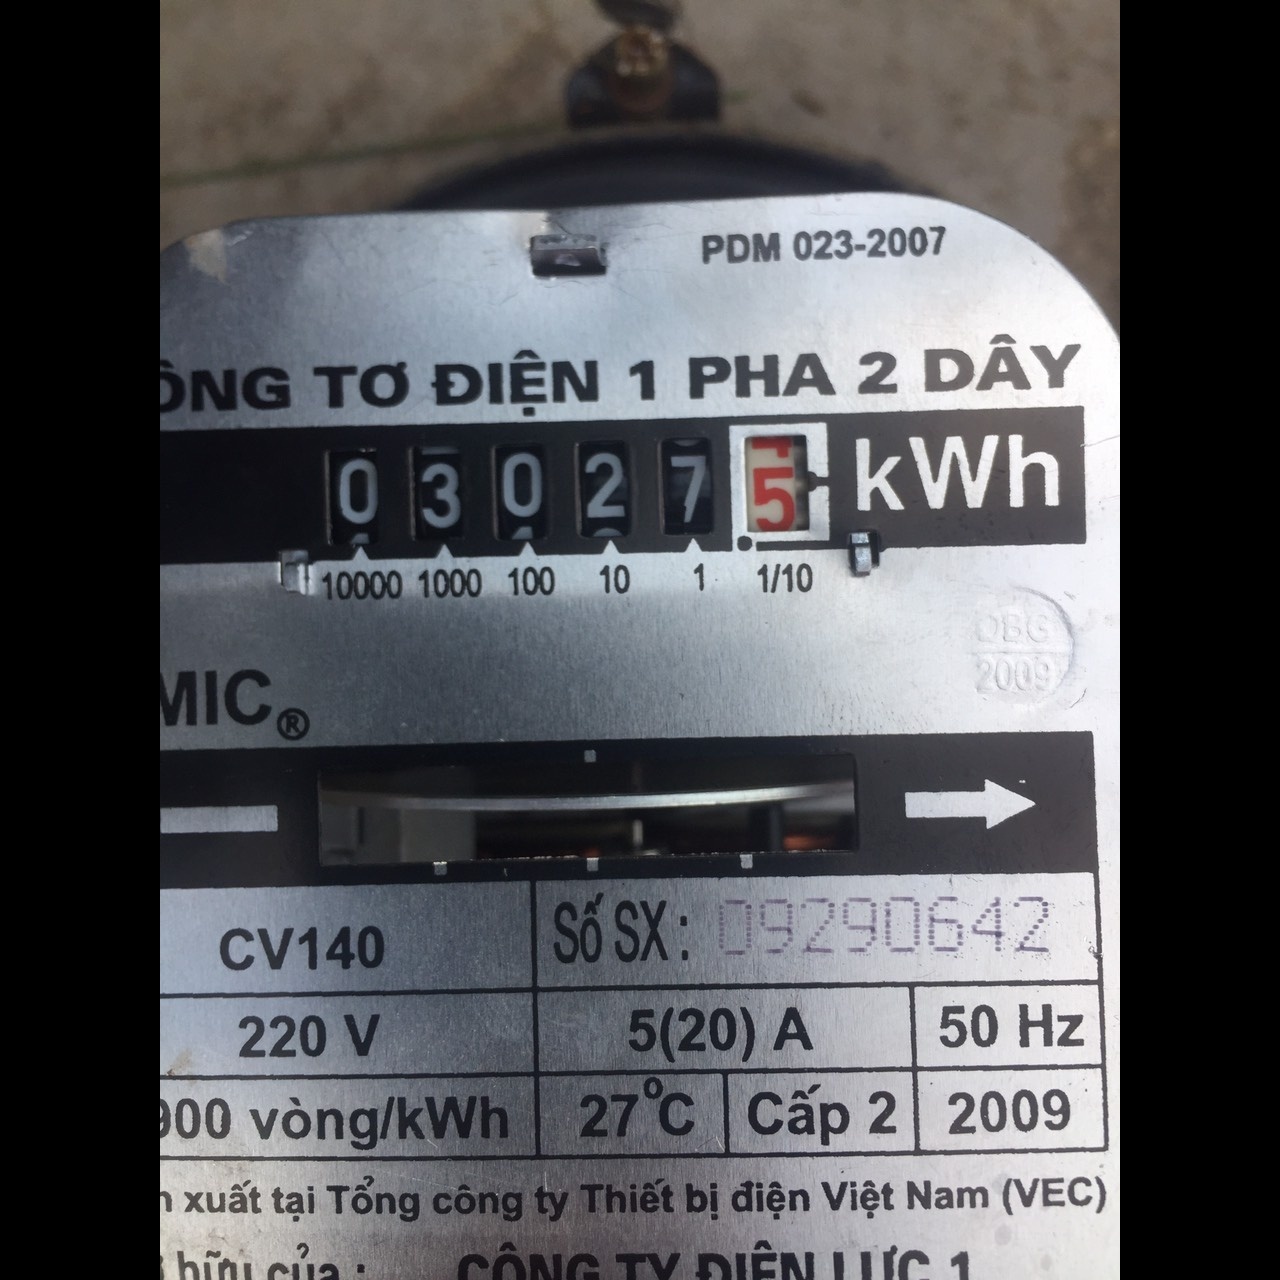 PDM 023-2007
ÔNG TƠ ĐIỆN 1 PHA 2 DÂY
0 3 0 2 7 5 kWh
10000 1000 100 10 1 1/10
2009
MIC®
CV140 Số SX: 09290642
220 V 5(20) A 50 Hz
900 vòng/kWh 27°C Cấp 2 2009
xuất tại Tổng công ty Thiết bị điện Việt Nam (VEC)
hữu của: CÔNG TY ĐIỆN LỰC 1